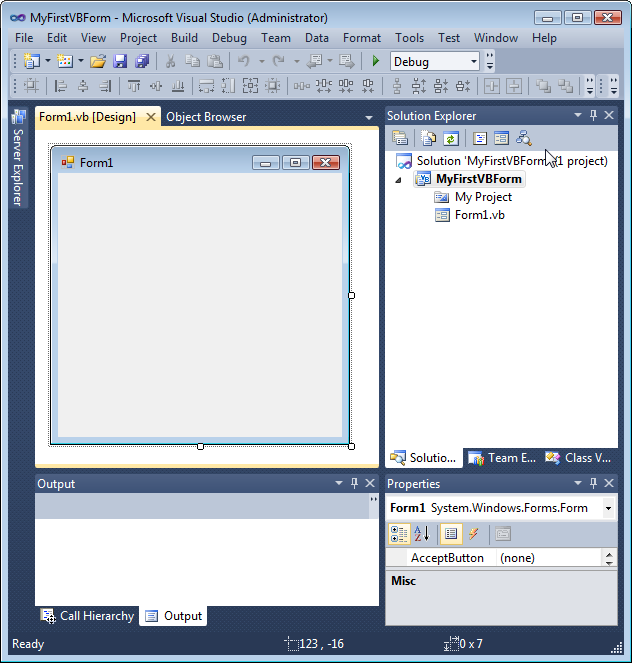 MyFirstVBForm - Microsoft Visual Studio (Administrator)
File Edit View Project Build Debug Team Data Format Tools Test Window Help
Debug
Server Explorer
Form1.vb [Design] Object Browser
Form1
Solution Explorer
Solution 'MyFirstVBForm' (1 project)
MyFirstVBForm
My Project
Form1.vb
Solutio... Team E... Class V...
Output
Call Hierarchy Output
Properties
Form1 System.Windows.Forms.Form
AcceptButton (none)
Misc
Ready 123 , -16 0 x 7